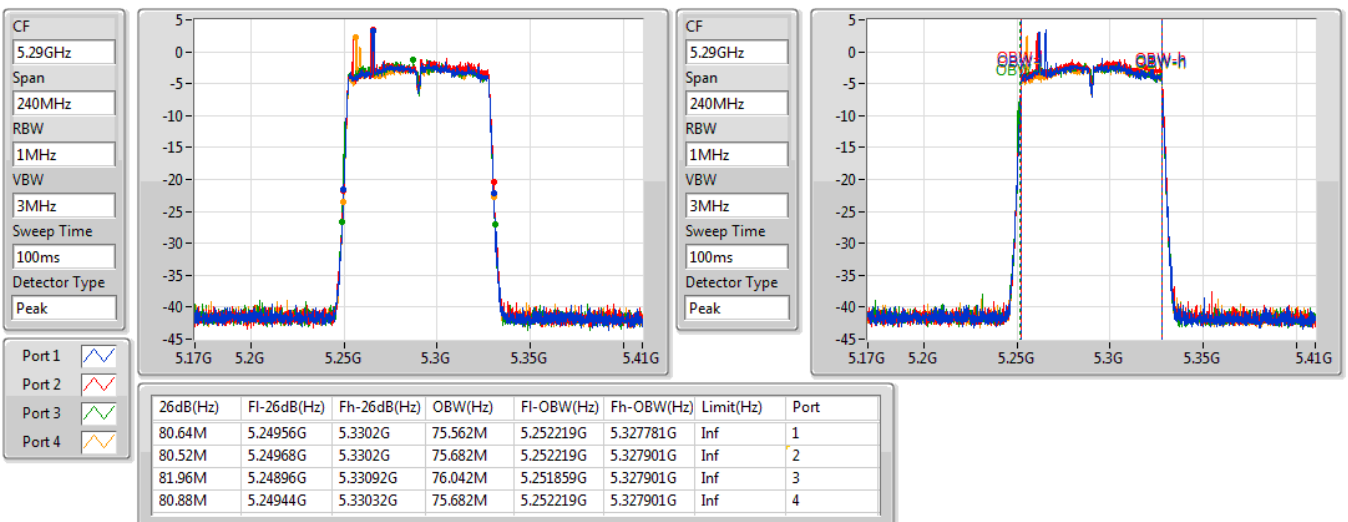 CF
5.29GHz
Span
240MHz
RBW
1MHz
VBW
3MHz
Sweep Time
100ms
Detector Type
Peak
5
0
-5
-10
-15
-20
-25
-30
-35
-40
-45
5.17G 5.2G 5.25G 5.3G 5.35G 5.41G
CF
5.29GHz
Span
240MHz
RBW
1MHz
VBW
3MHz
Sweep Time
100ms
Detector Type
Peak
5
0
-5
-10
-15
-20
-25
-30
-35
-40
-45
OBW-h
5.17G 5.2G 5.25G 5.3G 5.35G 5.41G
Port 1
Port 2
Port 3
Port 4
26dB(Hz) Fl-26dB(Hz) Fh-26dB(Hz) OBW(Hz) Fl-OBW(Hz) Fh-OBW(Hz) Limit(Hz) Port
80.64M 5.24956G 5.3302G 75.562M 5.252219G 5.327781G Inf 1
80.52M 5.24968G 5.3302G 75.682M 5.252219G 5.327901G Inf 2
81.96M 5.24896G 5.33092G 76.042M 5.251859G 5.327901G Inf 3
80.88M 5.24944G 5.33032G 75.682M 5.252219G 5.327901G Inf 4